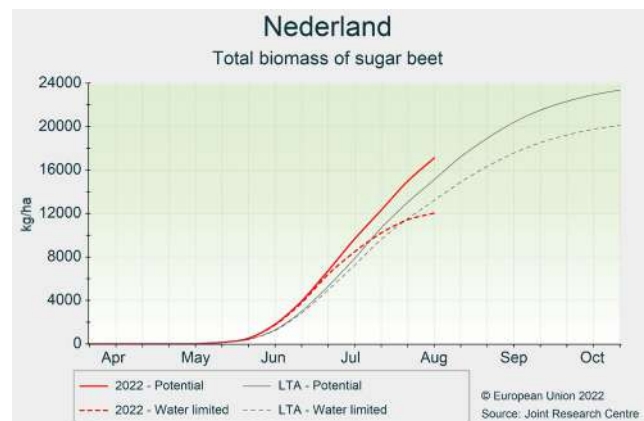 Nederland
Total biomass of sugar beet
24000
20000
16000
12000
8000
4000
0
kg/ha
Apr May Jun Jul Aug Sep Oct
2022 - Potential LTA - Potential
2022 - Water limited LTA - Water limited
© European Union 2022
Source: Joint Research Centre